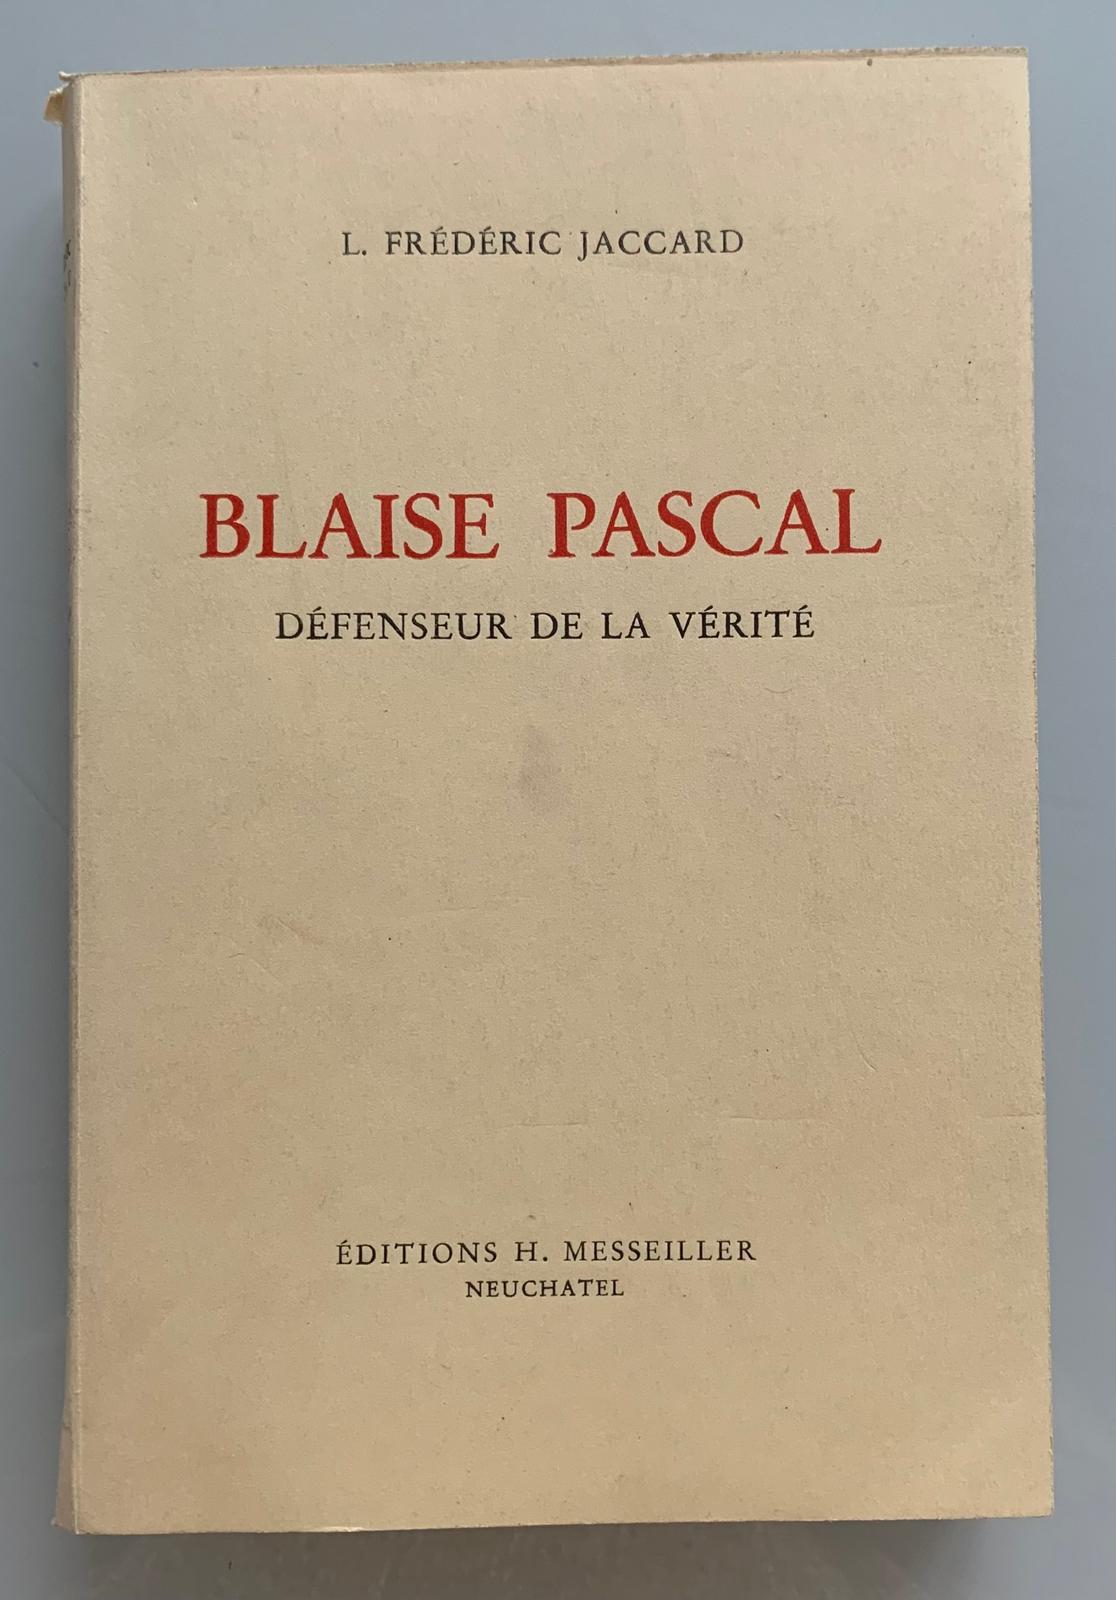 L. FRÉDÉRIC JACCARD
BLAISE PASCAL
DÉFENSEUR DE LA VÉRITÉ
ÉDITIONS H. MESSEILLER
NEUCHATEL